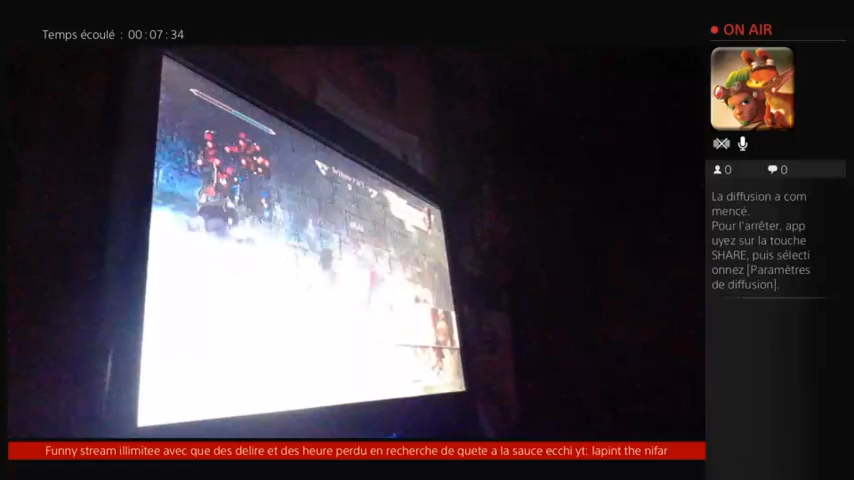 Temps écoulé : 00:07:34
ON AIR
0
0
La diffusion a com
mencé.
Pour l'arrêter, app
uyez sur la touche
SHARE, puis sélecti
onnez [Paramètres
de diffusion].
Funny stream illimitee avec que des delire et des heure perdu en recherche de quete a la sauce ecchi yt: lapint the nifar